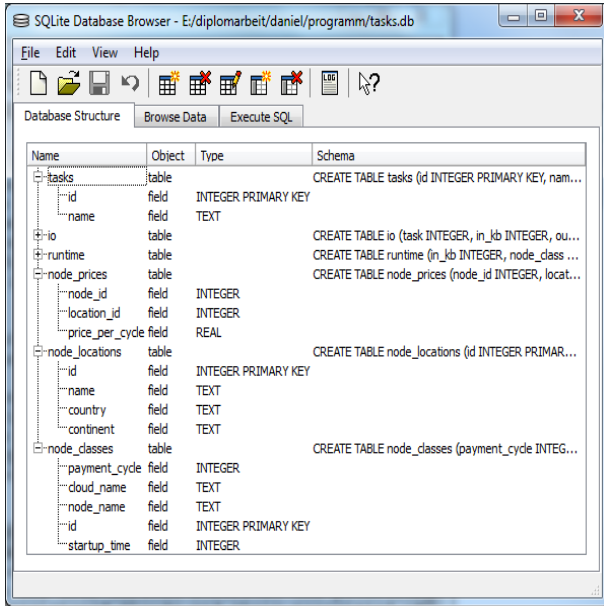 SQLite Database Browser - E:/diplomarbeit/daniel/programm/tasks.db
File Edit View Help
LOG
Database Structure Browse Data Execute SQL
Name Object Type Schema
tasks table CREATE TABLE tasks (id INTEGER PRIMARY KEY, nam...
id field INTEGER PRIMARY KEY
name field TEXT
io table CREATE TABLE io (task INTEGER, in_kb INTEGER, ou...
runtime table CREATE TABLE runtime (in_kb INTEGER, node_class ...
node_prices table CREATE TABLE node_prices (node_id INTEGER, locat...
node_id field INTEGER
location_id field INTEGER
price_per_cycle field REAL
node_locations table CREATE TABLE node_locations (id INTEGER PRIMAR...
id field INTEGER PRIMARY KEY
name field TEXT
country field TEXT
continent field TEXT
node_classes table CREATE TABLE node_classes (payment_cycle INTEG...
payment_cycle field INTEGER
cloud_name field TEXT
node_name field TEXT
id field INTEGER PRIMARY KEY
startup_time field INTEGER